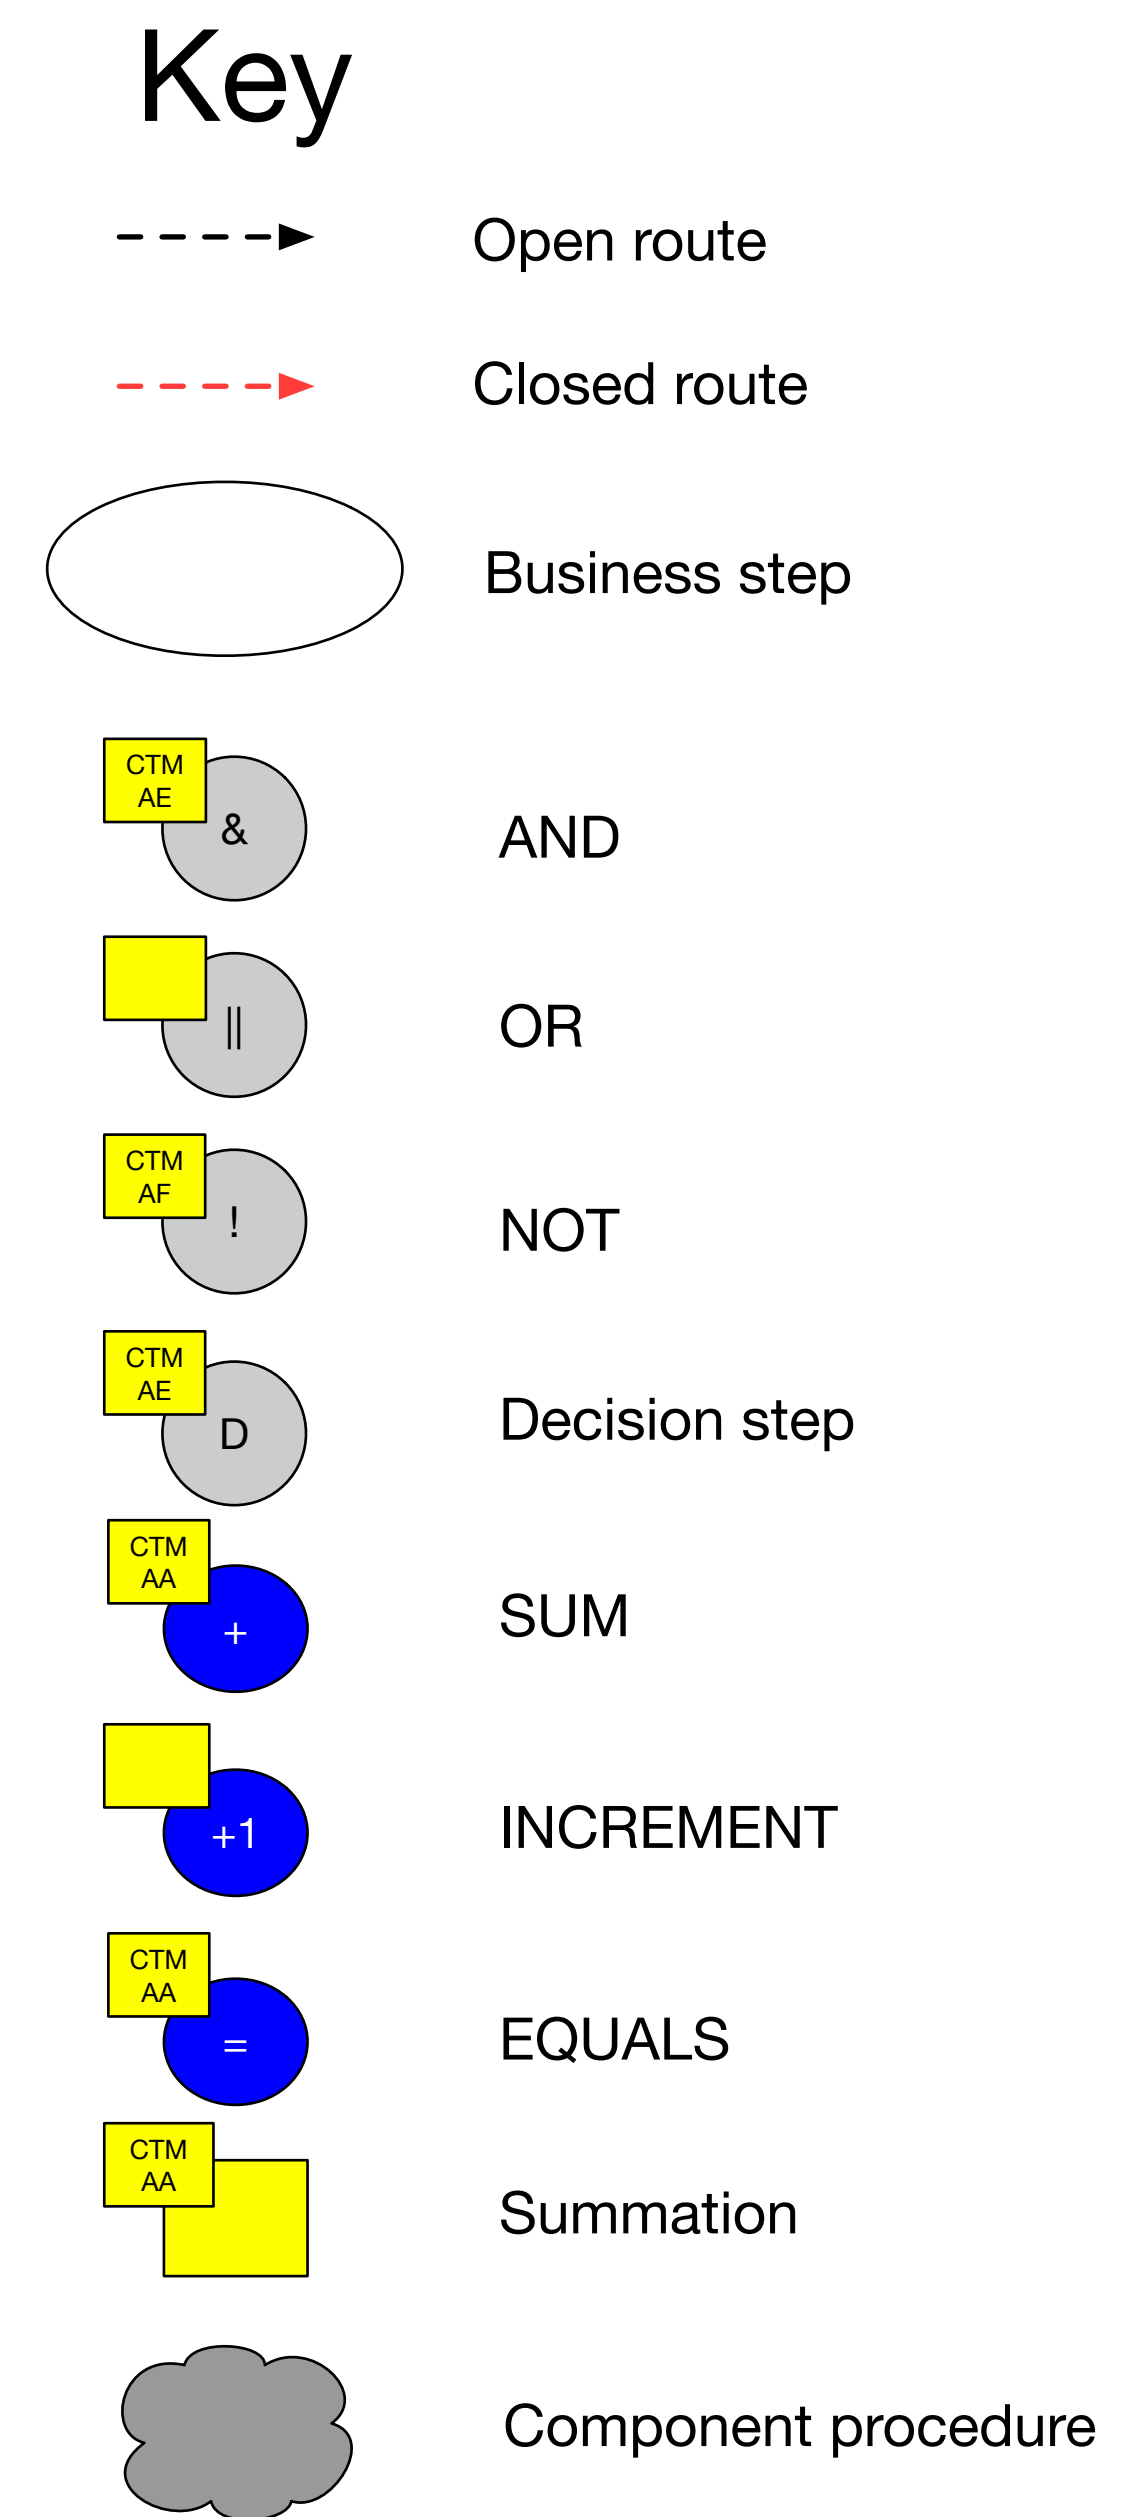 Key
Open route
Closed route
Business step
CTM
AE
&
AND
||
OR
CTM
AF
!
NOT
CTM
AE
D
Decision step
CTM
AA
+
SUM
+1
INCREMENT
CTM
AA
=
EQUALS
CTM
AA
Summation
Component procedure